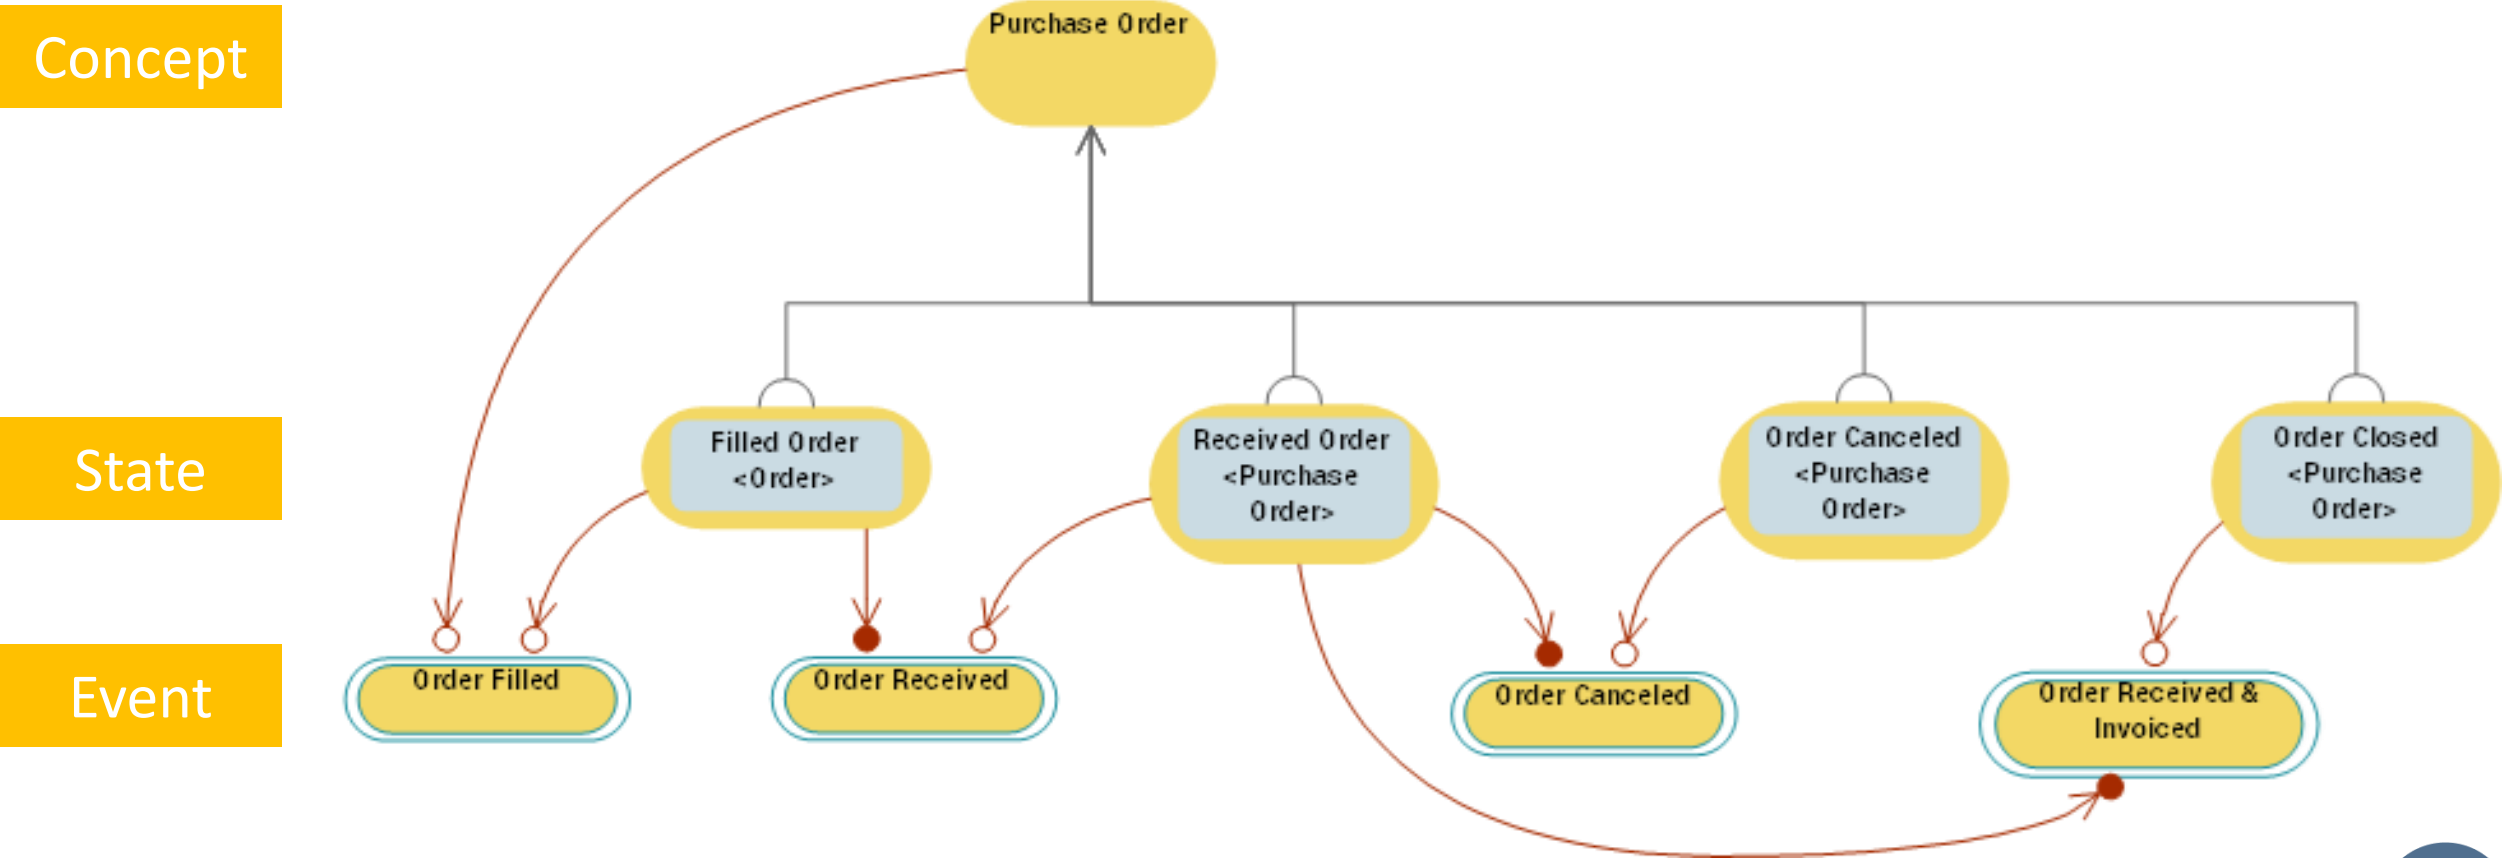 Concept
Purchase Order
State
Filled Order
<Order>
Received Order
<Purchase
Order>
Order Canceled
<Purchase
Order>
Order Closed
<Purchase
Order>
Event
Order Filled
Order Received
Order Canceled
Order Received &
Invoiced